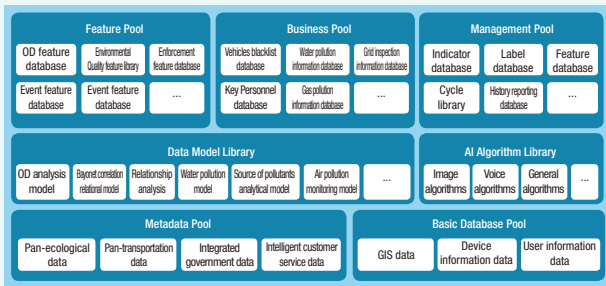 Feature Pool
OD feature
database
Environmental
Quality feature library
Enforcement
feature database
Event feature
database
Event feature
database
...
Business Pool
Vehicles blacklist
database
Water pollution
information database
Grid inspection
information database
Key Personnel
database
Gas pollution
information database
...
Management Pool
Indicator
database
Label
database
Feature
database
Cycle
library
History reporting
database
...
Data Model Library
OD analysis
model
Bayonet correlation
relational model
Relationship
analysis
Water pollution
model
Source of pollutants
analytical model
Air pollution
monitoring model
...
AI Algorithm Library
Image
algorithms
Voice
algorithms
General
algorithms
...
Metadata Pool
Pan-ecological
data
Pan-transportation
data
Integrated
government data
Intelligent customer
service data
Basic Database Pool
GIS data
Device
information data
User information
data